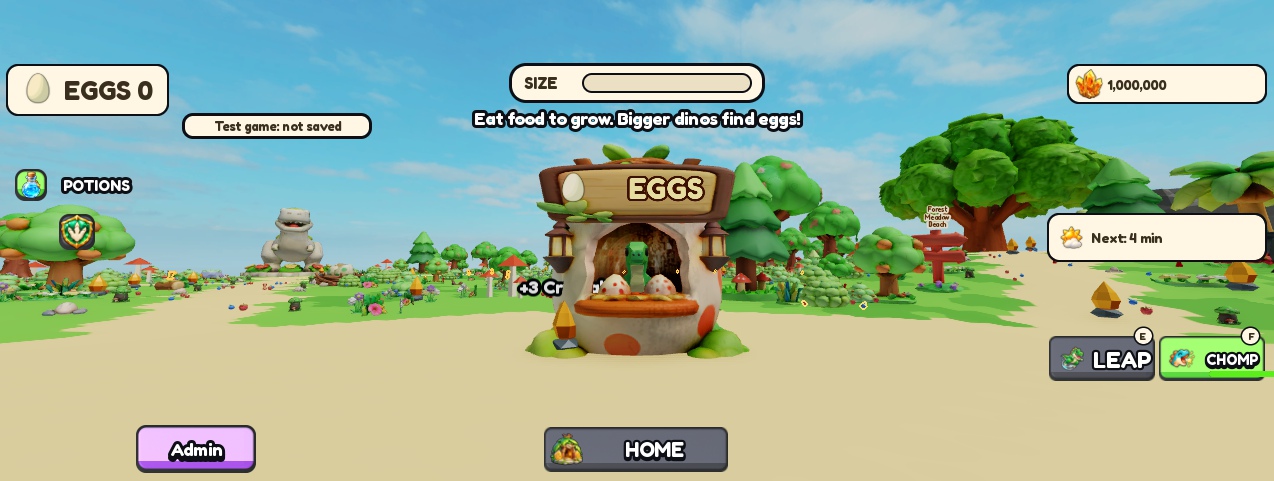 EGGS 0
SIZE
1,000,000
Eat food to grow. Bigger dinos find eggs!
Test game: not saved
POTIONS
EGGS
Forest
Meadow
Beach
Next: 4 min
+3
E
F
LEAP
CHOMP
Admin
HOME